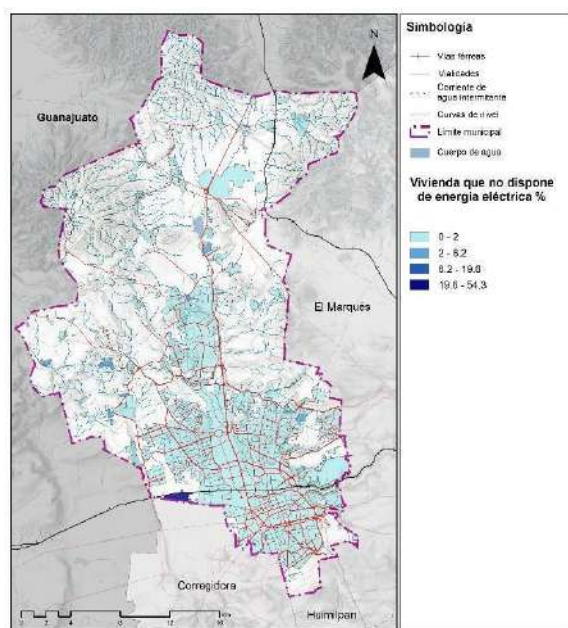 N
Guanajuato
El Marqués
Corregidora
Huimilpan
Simbología
Vías férreas
Vialidades
Corriente de
agua intermitente
Curvas de nivel
Límite municipal
Cuerpo de agua
Vivienda que no dispone
de energía eléctrica %
0 - 2
2 - 6.2
6.2 - 19.6
19.6 - 54.3